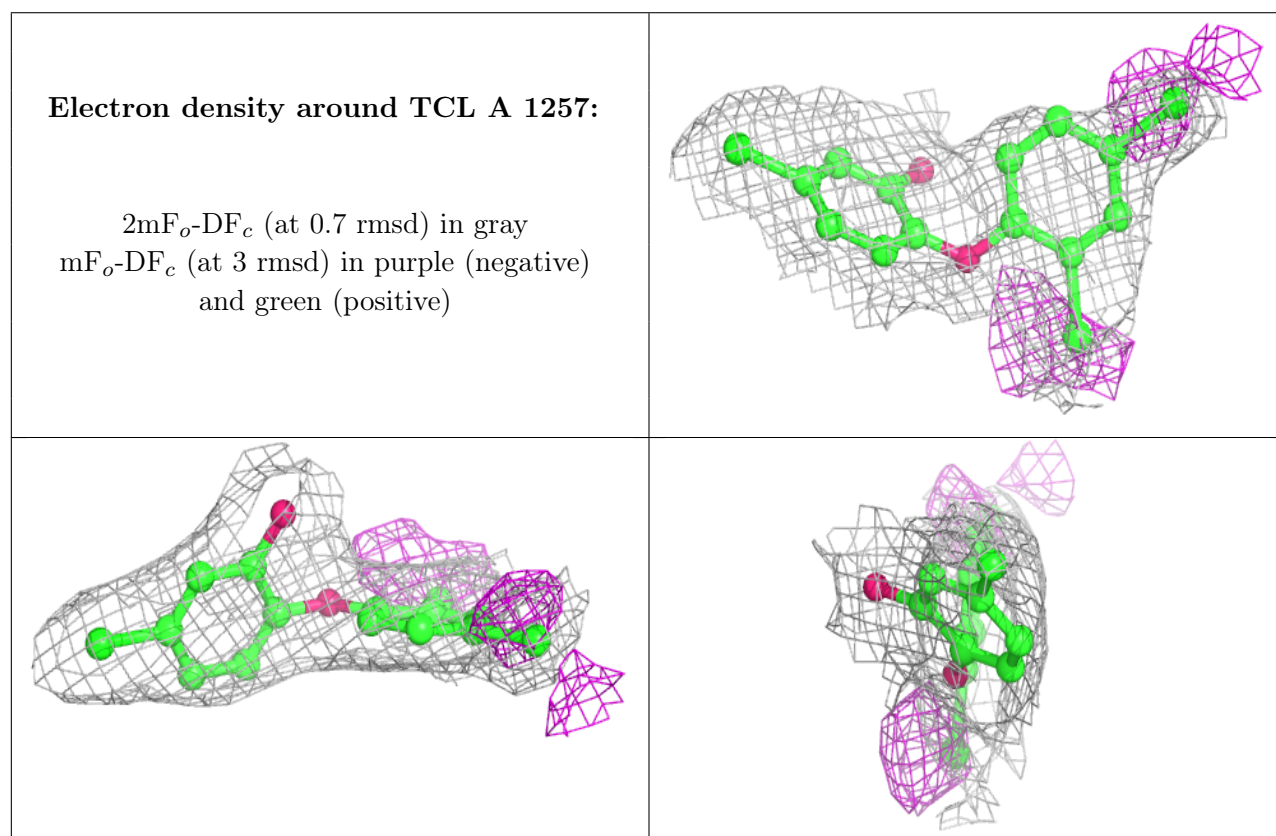 Electron density around TCL A 1257:
2mFo-DFc (at 0.7 rmsd) in gray
mFo-DFc (at 3 rmsd) in purple (negative)
and green (positive)